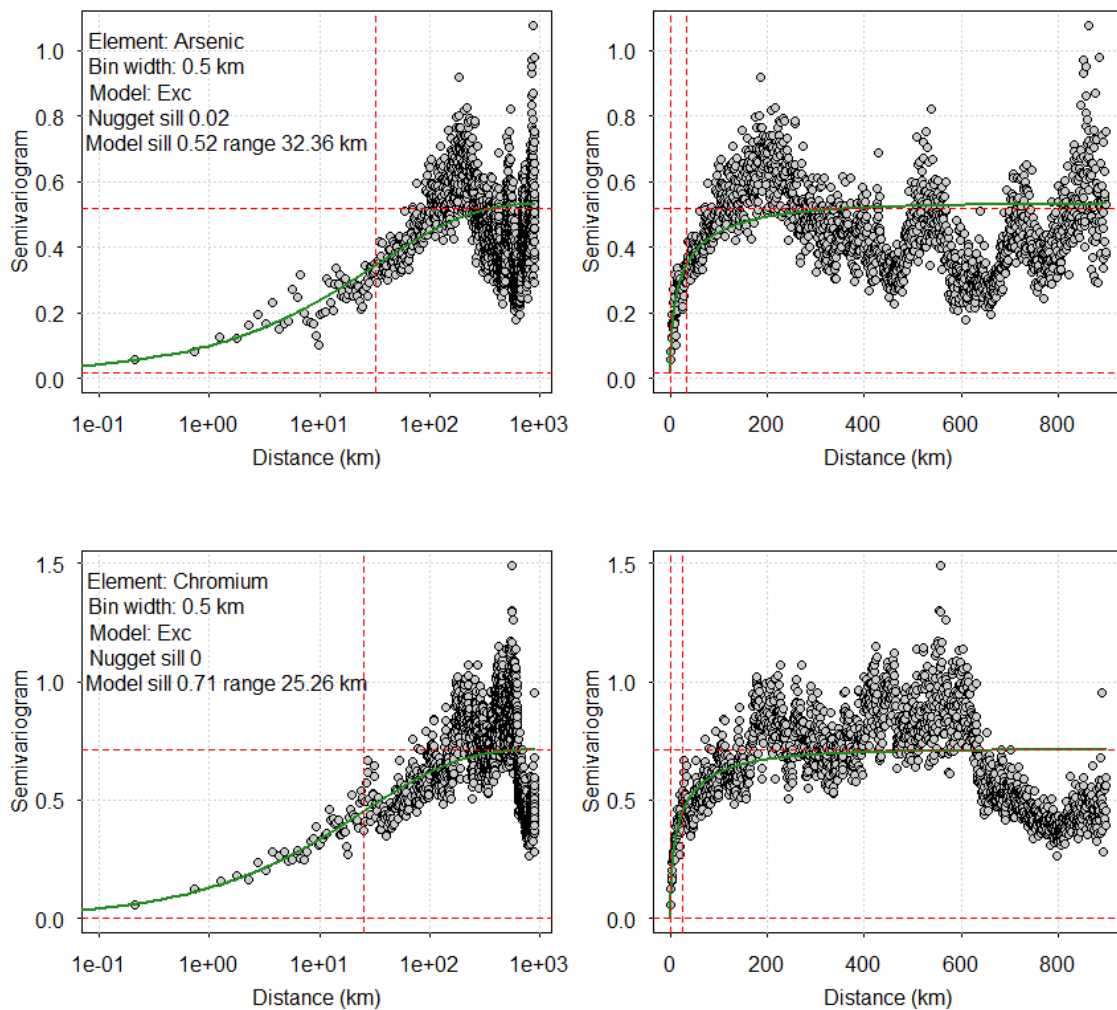 Element: Arsenic
Bin width: 0.5 km
Model: Exc
Nugget sill 0.02
Model sill 0.52 range 32.36 km
Semivariogram
0.0
0.2
0.4
0.6
0.8
1.0
1e-01 1e+00 1e+01 1e+02 1e+03
Distance (km)
Semivariogram
0.0
0.2
0.4
0.6
0.8
1.0
0 200 400 600 800
Distance (km)
Element: Chromium
Bin width: 0.5 km
Model: Exc
Nugget sill 0
Model sill 0.71 range 25.26 km
Semivariogram
0.0
0.5
1.0
1.5
1e-01 1e+00 1e+01 1e+02 1e+03
Distance (km)
Semivariogram
0.0
0.5
1.0
1.5
0 200 400 600 800
Distance (km)